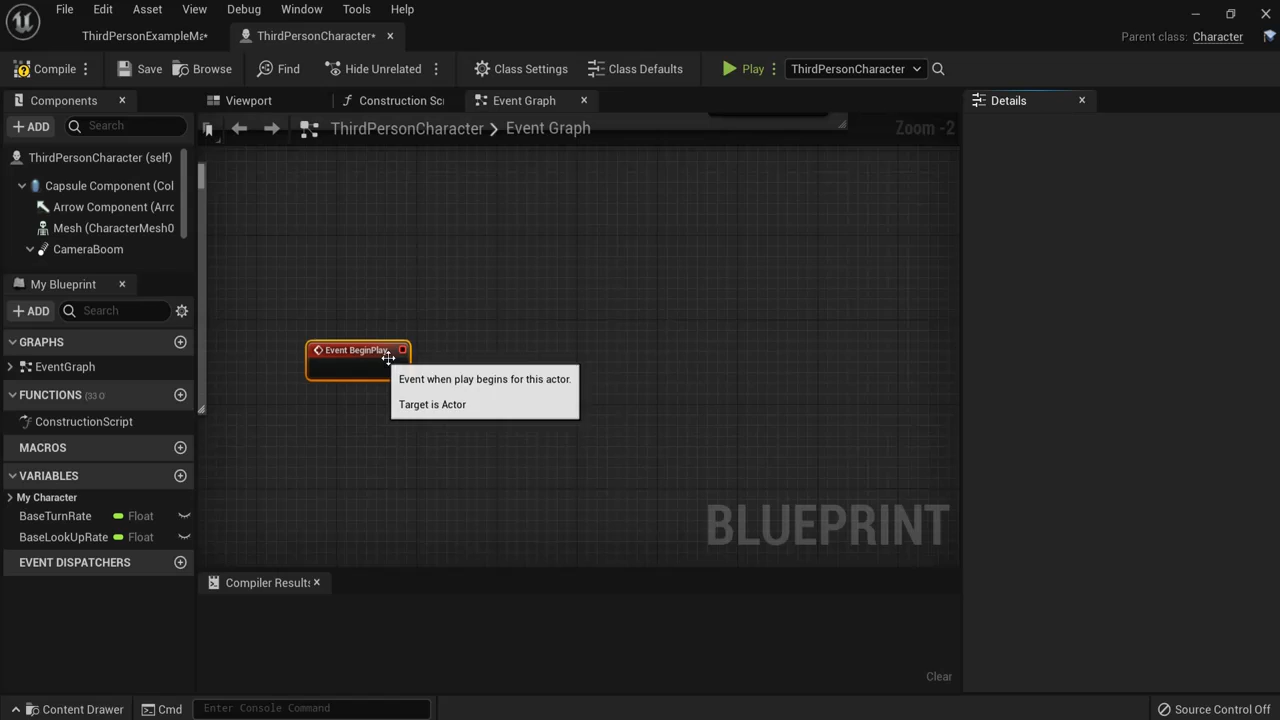 File Edit Asset View Debug Window Tools Help
ThirdPersonExampleMa* ThirdPersonCharacter*
Parent class: Character
Compile Save Browse Find Hide Unrelated Class Settings Class Defaults Play ThirdPersonCharacter
Components Viewport Construction Scr Event Graph Details
ADD Search
ThirdPersonCharacter > Event Graph Zoom -2
ThirdPersonCharacter (self)
Capsule Component (Col
Arrow Component (Arrc
Mesh (CharacterMesh0
CameraBoom
My Blueprint
ADD Search
GRAPHS
EventGraph
FUNCTIONS (33 O
ConstructionScript
MACROS
VARIABLES
My Character
BaseTurnRate Float
BaseLookUpRate Float
EVENT DISPATCHERS
Event BeginPlay
Event when play begins for this actor.
Target is Actor
BLUEPRINT
Compiler Results
Clear
Content Drawer Cmd Enter Console Command Source Control Off